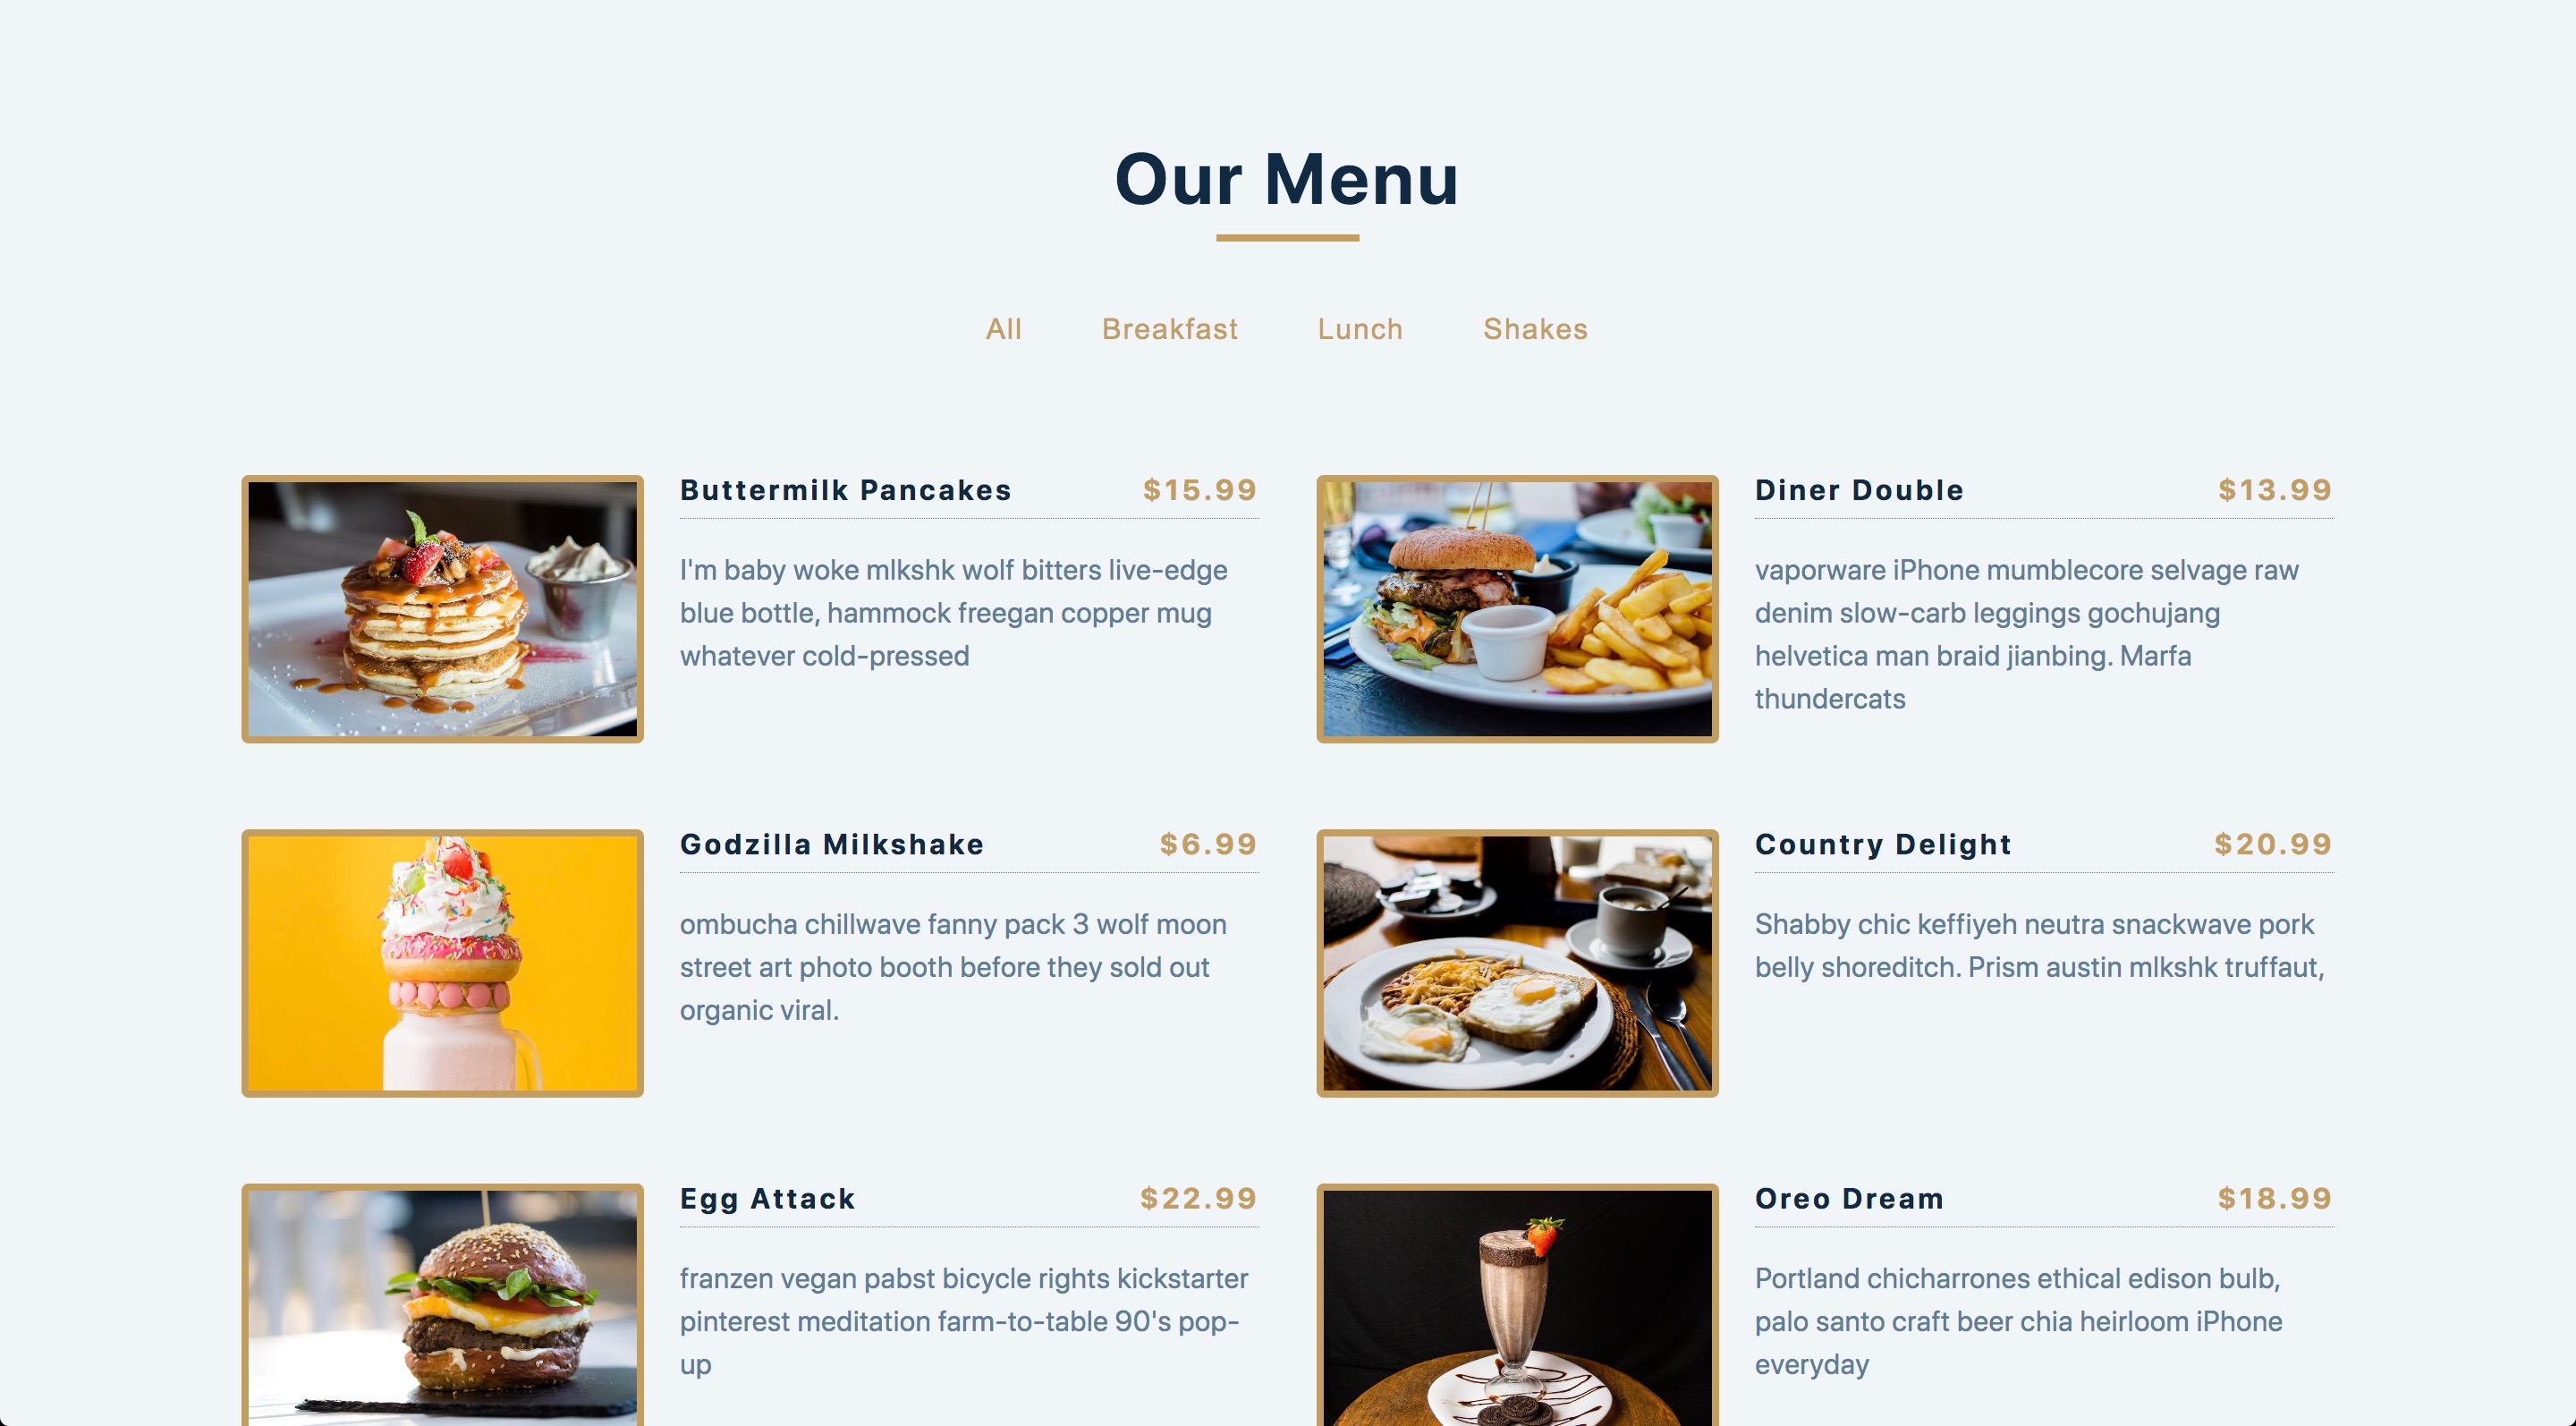 Our Menu
All Breakfast Lunch Shakes
Buttermilk Pancakes $15.99
I'm baby woke mlkshk wolf bitters live-edge
blue bottle, hammock freegan copper mug
whatever cold-pressed
Diner Double $13.99
vaporware iPhone mumblecore selvage raw
denim slow-carb leggings gochujang
helvetica man braid jianbing. Marfa
thundercats
Godzilla Milkshake $6.99
ombucha chillwave fanny pack 3 wolf moon
street art photo booth before they sold out
organic viral.
Country Delight $20.99
Shabby chic keffiyeh neutra snackwave pork
belly shoreditch. Prism austin mlkshk truffaut,
Egg Attack $22.99
franzen vegan pabst bicycle rights kickstarter
pinterest meditation farm-to-table 90's pop-
up
Oreo Dream $18.99
Portland chicharrones ethical edison bulb,
palo santo craft beer chia heirloom iPhone
everyday